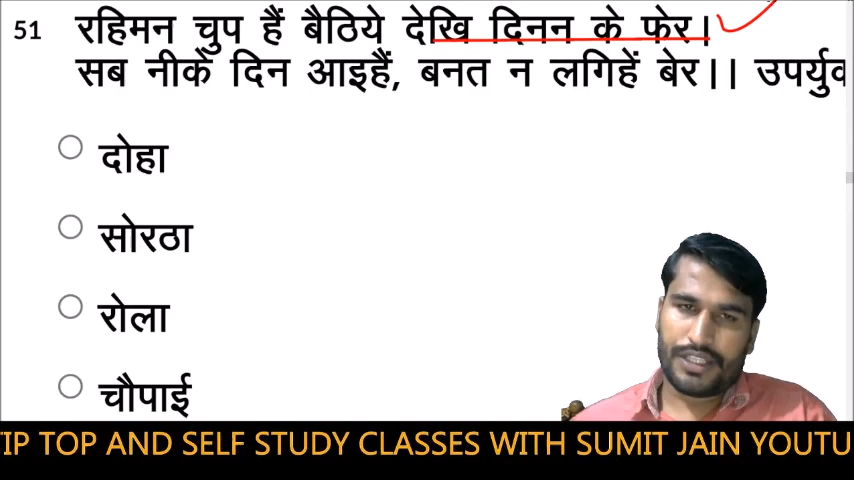 51 रहिमन चुप हैं बैठिये देखि दिनन के फेर।
सब नीके दिन आइहैं, बनत न लगिहें बेर।। उपर्युक
दोहा
सोरठा
रोला
चौपाई
TIP TOP AND SELF STUDY CLASSES WITH SUMIT JAIN YOUTU